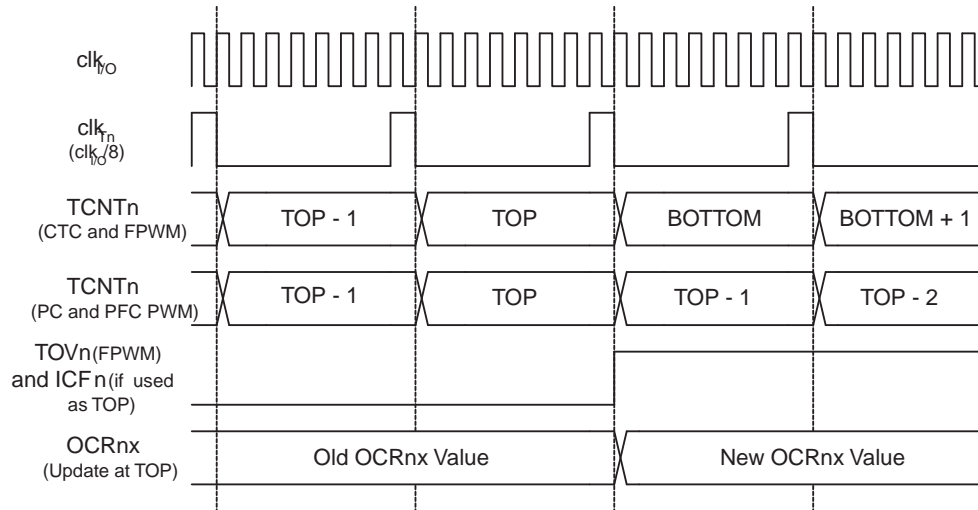 clkI/O
clkTn
(clkI/O/8)
TCNTn
(CTC and FPWM)
TOP - 1
TOP
BOTTOM
BOTTOM + 1
TCNTn
(PC and PFC PWM)
TOP - 1
TOP
TOP - 1
TOP - 2
TOVn(FPWM)
and ICFn(if used
as TOP)
OCRnx
(Update at TOP)
Old OCRnx Value
New OCRnx Value